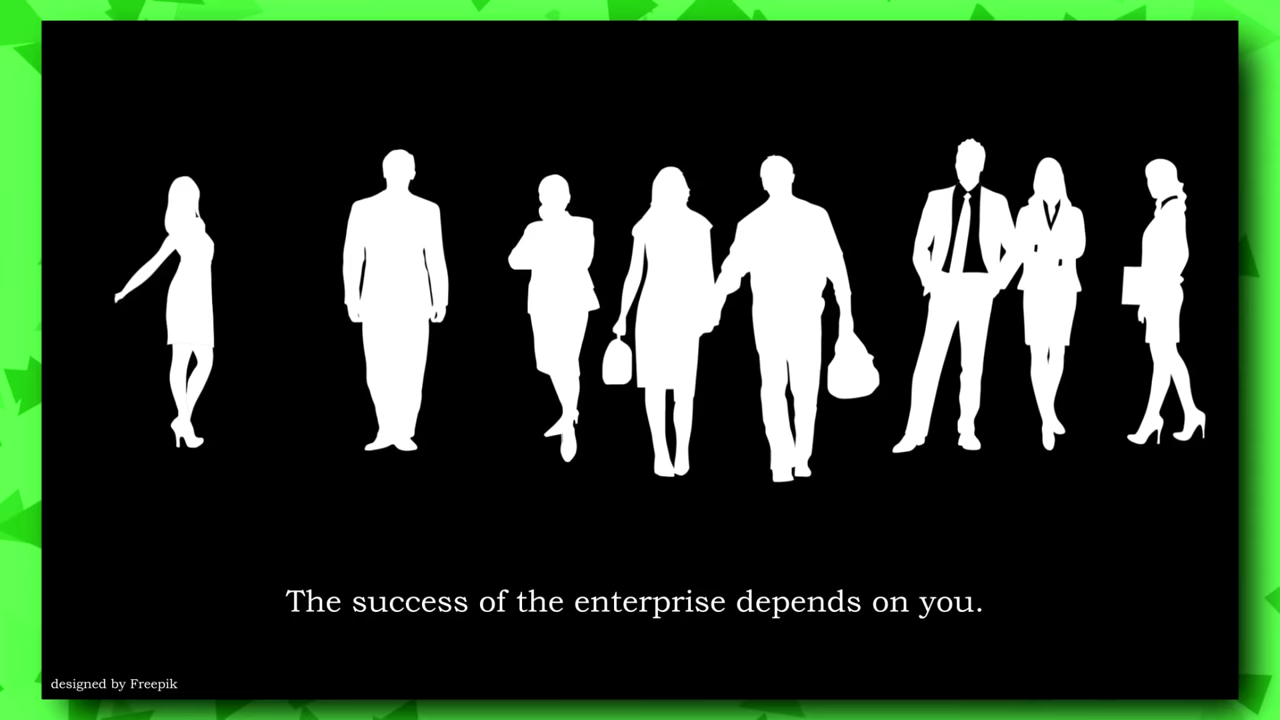 The success of the enterprise depends on you.
designed by Freepik